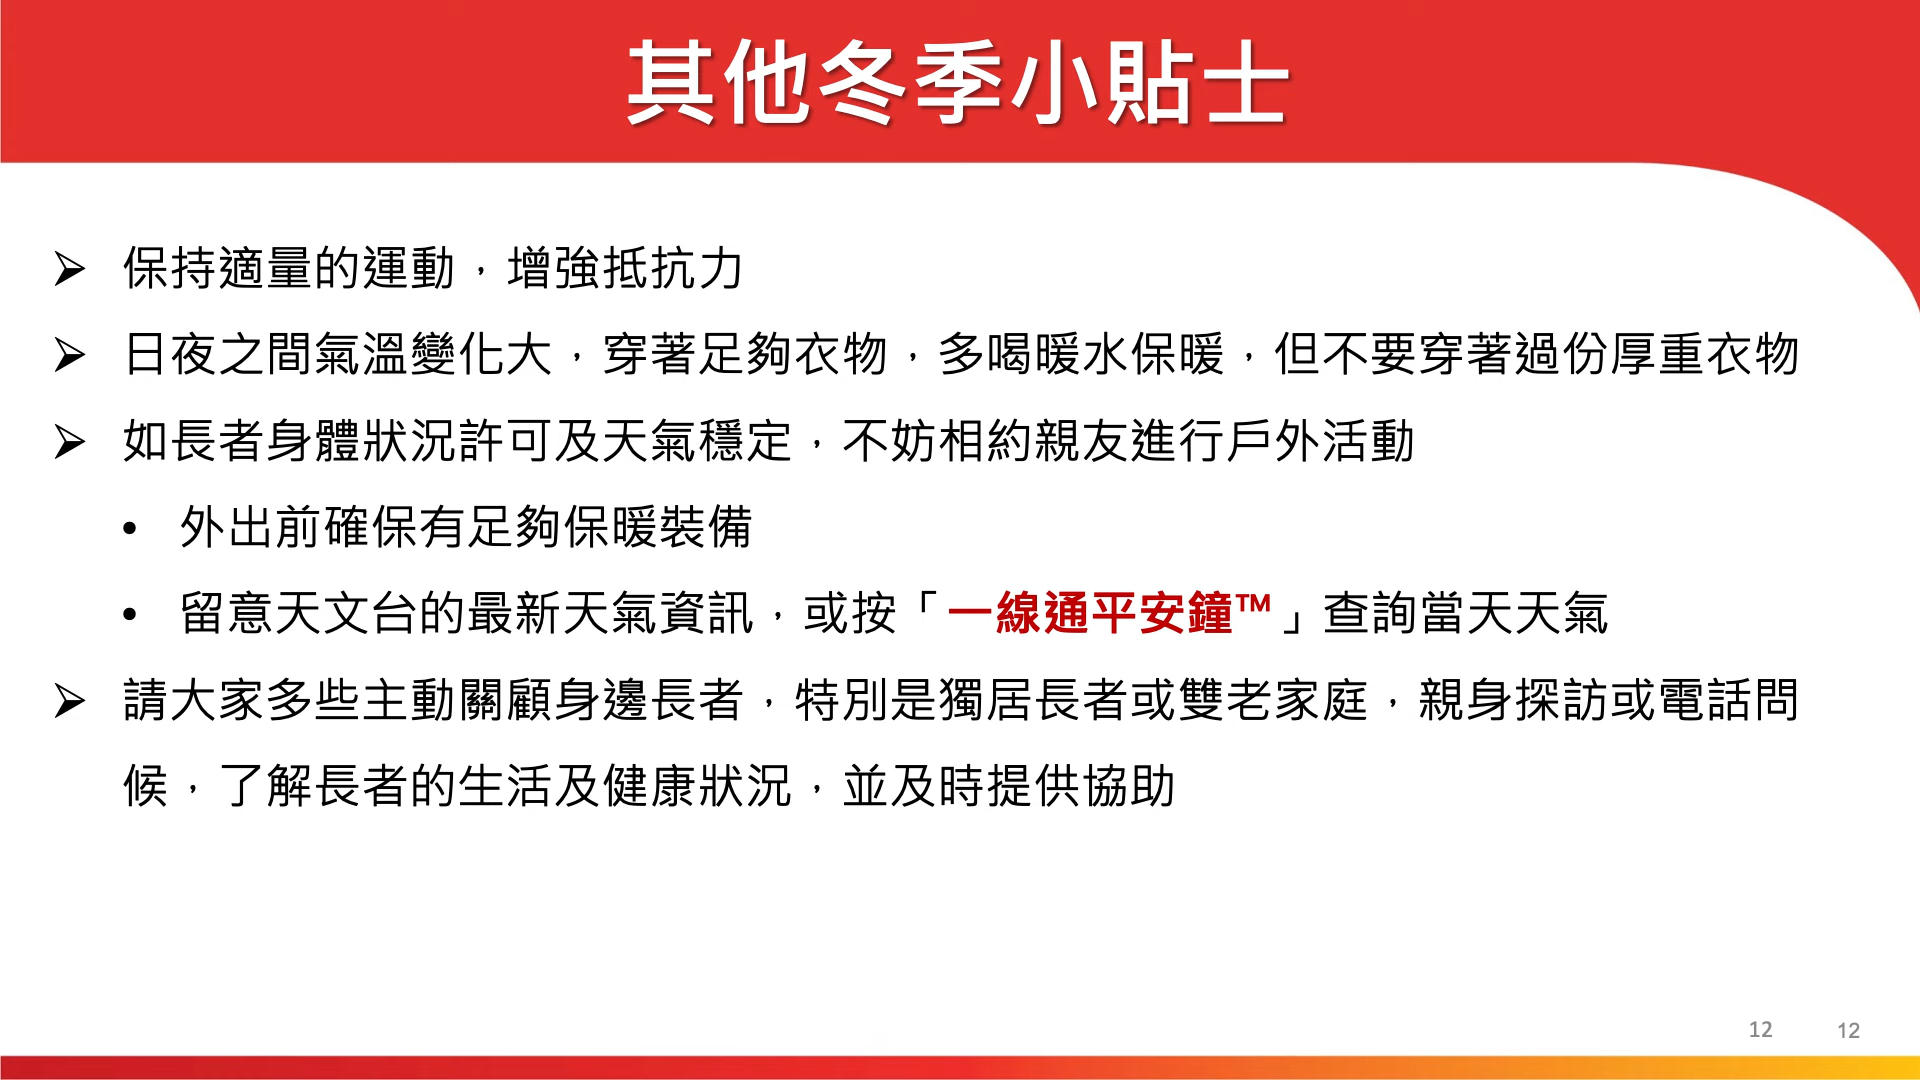 其他冬季小貼士
➢ 保持適量的運動，增強抵抗力
➢ 日夜之間氣溫變化大，穿著足夠衣物，多喝暖水保暖，但不要穿著過份厚重衣物
➢ 如長者身體狀況許可及天氣穩定，不妨相約親友進行戶外活動
• 外出前確保有足夠保暖裝備
• 留意天文台的最新天氣資訊，或按「一線通平安鐘™」查詢當天天氣
➢ 請大家多些主動關顧身邊長者，特別是獨居長者或雙老家庭，親身探訪或電話問
候，了解長者的生活及健康狀況，並及時提供協助
12 12